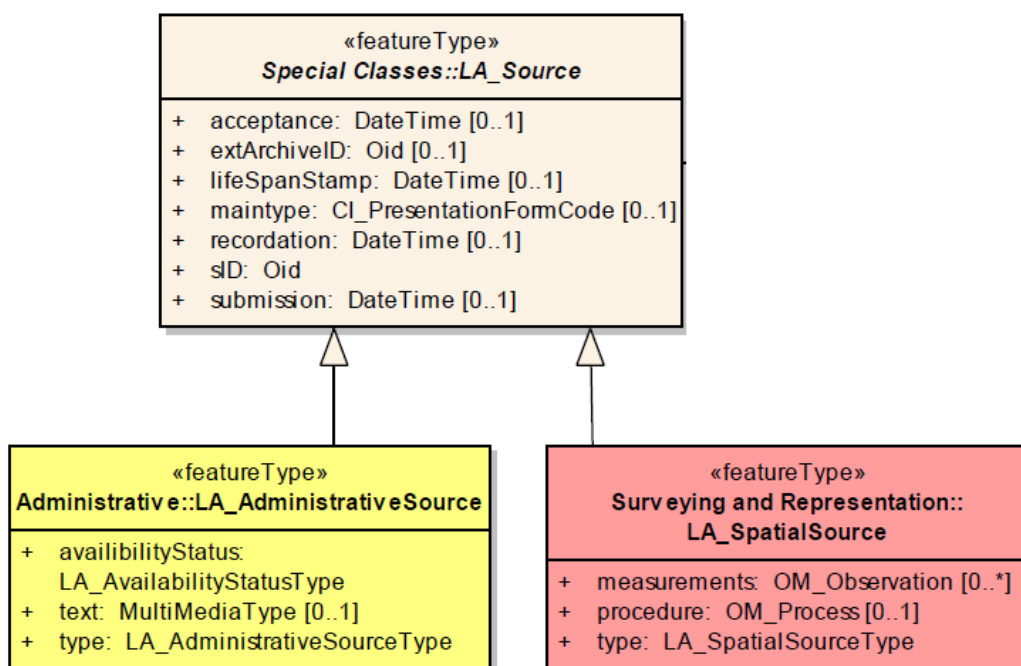 «featureType»
Special Classes::LA_Source
+ acceptance: DateTime [0..1]
+ extArchiveID: Oid [0..1]
+ lifeSpanStamp: DateTime [0..1]
+ maintype: CI_PresentationFormCode [0..1]
+ recordation: DateTime [0..1]
+ sID: Oid
+ submission: DateTime [0..1]
«featureType»
Administrative::LA_AdministrativeSource
+ availibilityStatus:
LA_AvailabilityStatusType
+ text: MultiMediaType [0..1]
+ type: LA_AdministrativeSourceType
«featureType»
Surveying and Representation::
LA_SpatialSource
+ measurements: OM_Observation [0..*]
+ procedure: OM_Process [0..1]
+ type: LA_SpatialSourceType